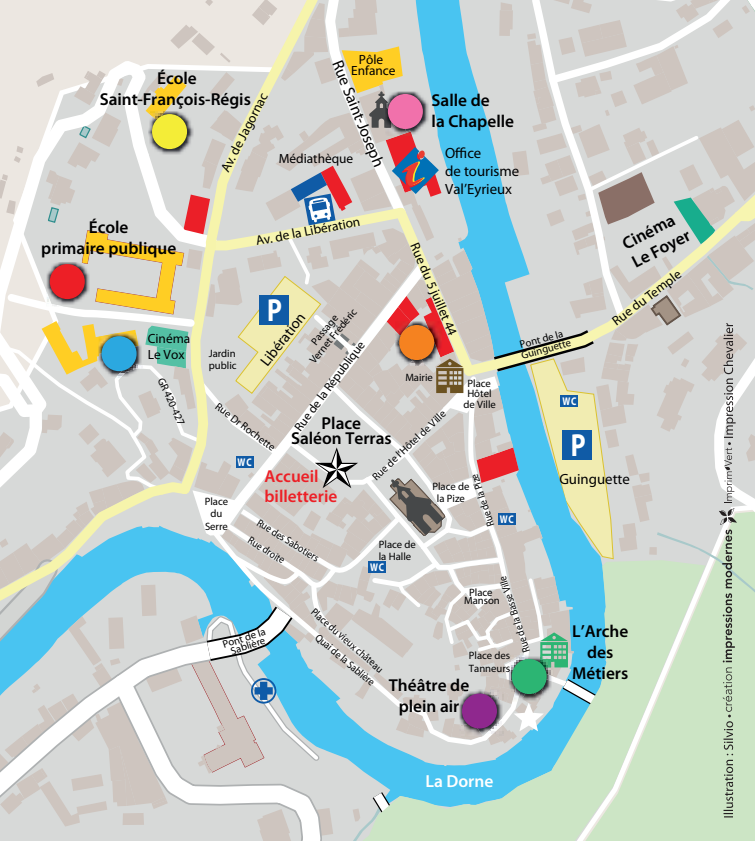 Pôle
Enfance
École
Saint-François-Régis
Rue Saint-Joseph
Salle de
la Chapelle
Av. de Jagornac
Médiathèque
i
Office
de tourisme
Val'Eyrieux
École
primaire publique
Av. de la Libération
Cinéma
Le Foyer
Rue du 5 juillet 44
P
Libération
Passage
Vernet Frédéric
Rue du Temple
Cinéma
Le Vox
Jardin
public
Pont de la
Guinguette
Rue de la République
Mairie
Place
Hôtel
de Ville
GR 420-427
WC
Rue Dr Rochette
Place
Saléon Terras
Rue de l'Hôtel de Ville
P
Guinguette
WC
Accueil
billetterie
Place de
la Pize
Rue de la Pize
WC
Place
du
Serre
Rue des Sabotiers
Rue droite
Place de
la Halle
WC
Place
Manson
Rue de la Basse Ville
Place du vieux château
Quai de la Sablière
Pont de la
Sablière
Place des
Tanneurs
L'Arche
des
Métiers
Théâtre de
plein air
La Dorne
Illustration : Silvio • création impressions modernes Imprim'Vert • Impression Chevalier